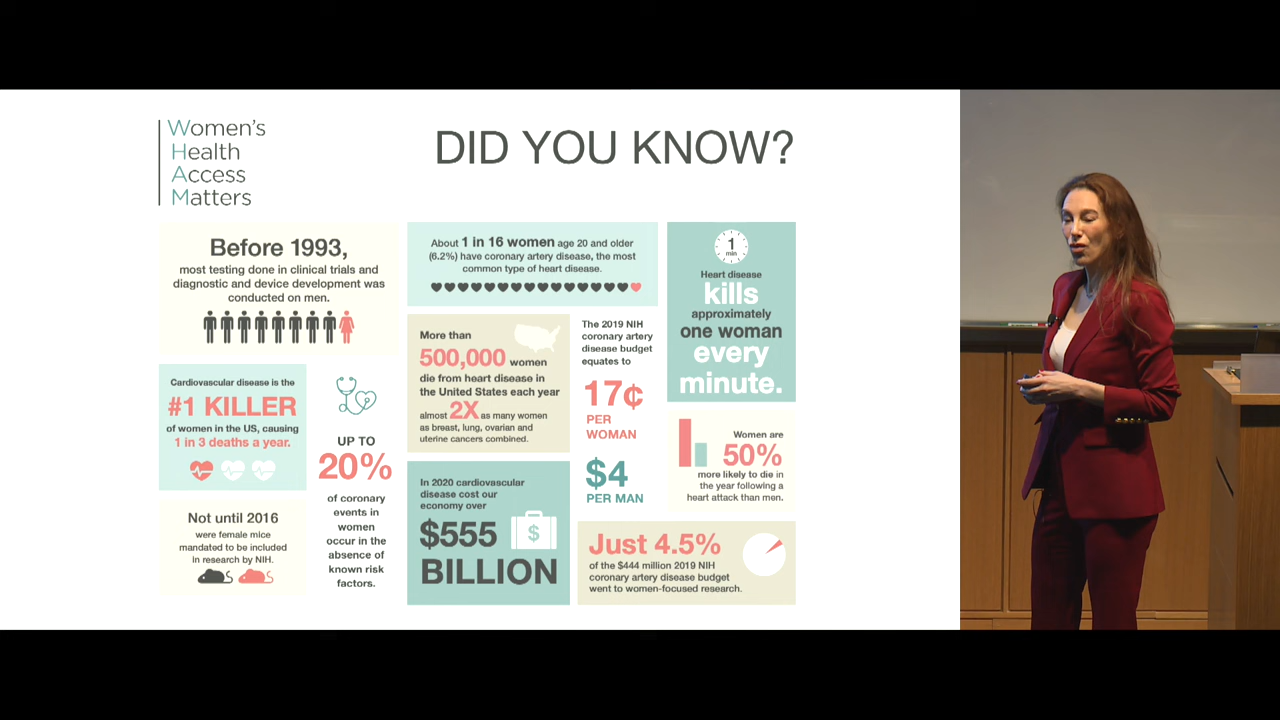 Women's
Health
Access
Matters
DID YOU KNOW?
Before 1993,
most testing done in clinical trials and
diagnostic and device development was
conducted on men.
About 1 in 16 women age 20 and older
(6.2%) have coronary artery disease, the most
common type of heart disease.
1
min
Heart disease
kills
approximately
one woman
every
minute.
Cardiovascular disease is the
#1 KILLER
of women in the US, causing
1 in 3 deaths a year.
UP TO
20%
of coronary
events in
women
occur in the
absence of
known risk
factors.
Not until 2016
were female mice
mandated to be included
in research by NIH.
More than
500,000 women
die from heart disease in
the United States each year
almost 2X as many women
as breast, lung, ovarian and
uterine cancers combined.
In 2020 cardiovascular
disease cost our
economy over
$555
BILLION
$
The 2019 NIH
coronary artery
disease budget
equates to
17¢
PER
WOMAN
$4
PER MAN
Women are
50%
more likely to die in
the year following a
heart attack than men.
Just 4.5%
of the $444 million 2019 NIH
coronary artery disease budget
went to women-focused research.